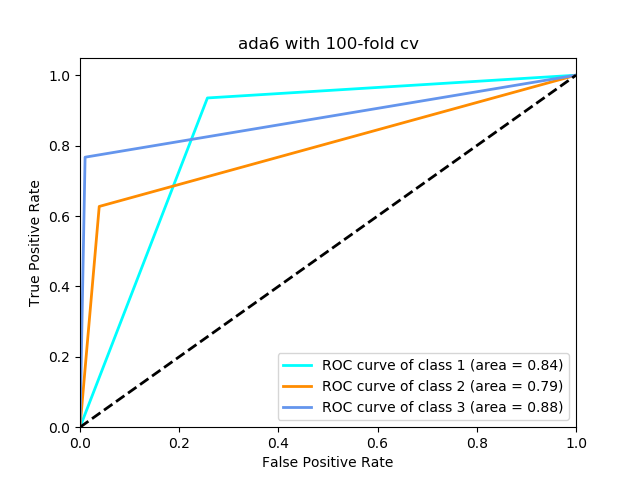 ada6 with 100-fold cv
True Positive Rate
1.0
0.8
0.6
0.4
0.2
0.0
ROC curve of class 1 (area = 0.84)
ROC curve of class 2 (area = 0.79)
ROC curve of class 3 (area = 0.88)
0.0 0.2 0.4 0.6 0.8 1.0
False Positive Rate